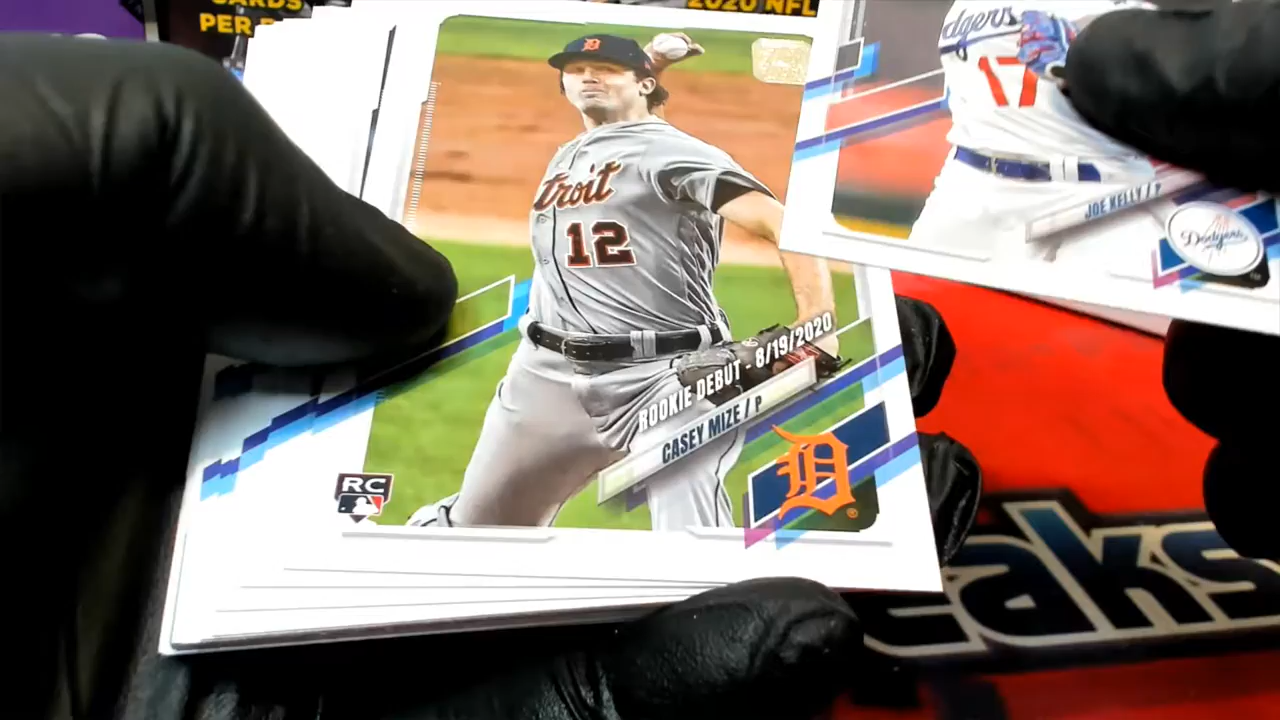 CARDS
PER
2020 NFL
dgers
17
JOE KELLY / P
Dodgers
TM
D
troit
12
ROOKIE DEBUT - 8/19/2020
CASEY MIZE / P
RC
D
®
eaks